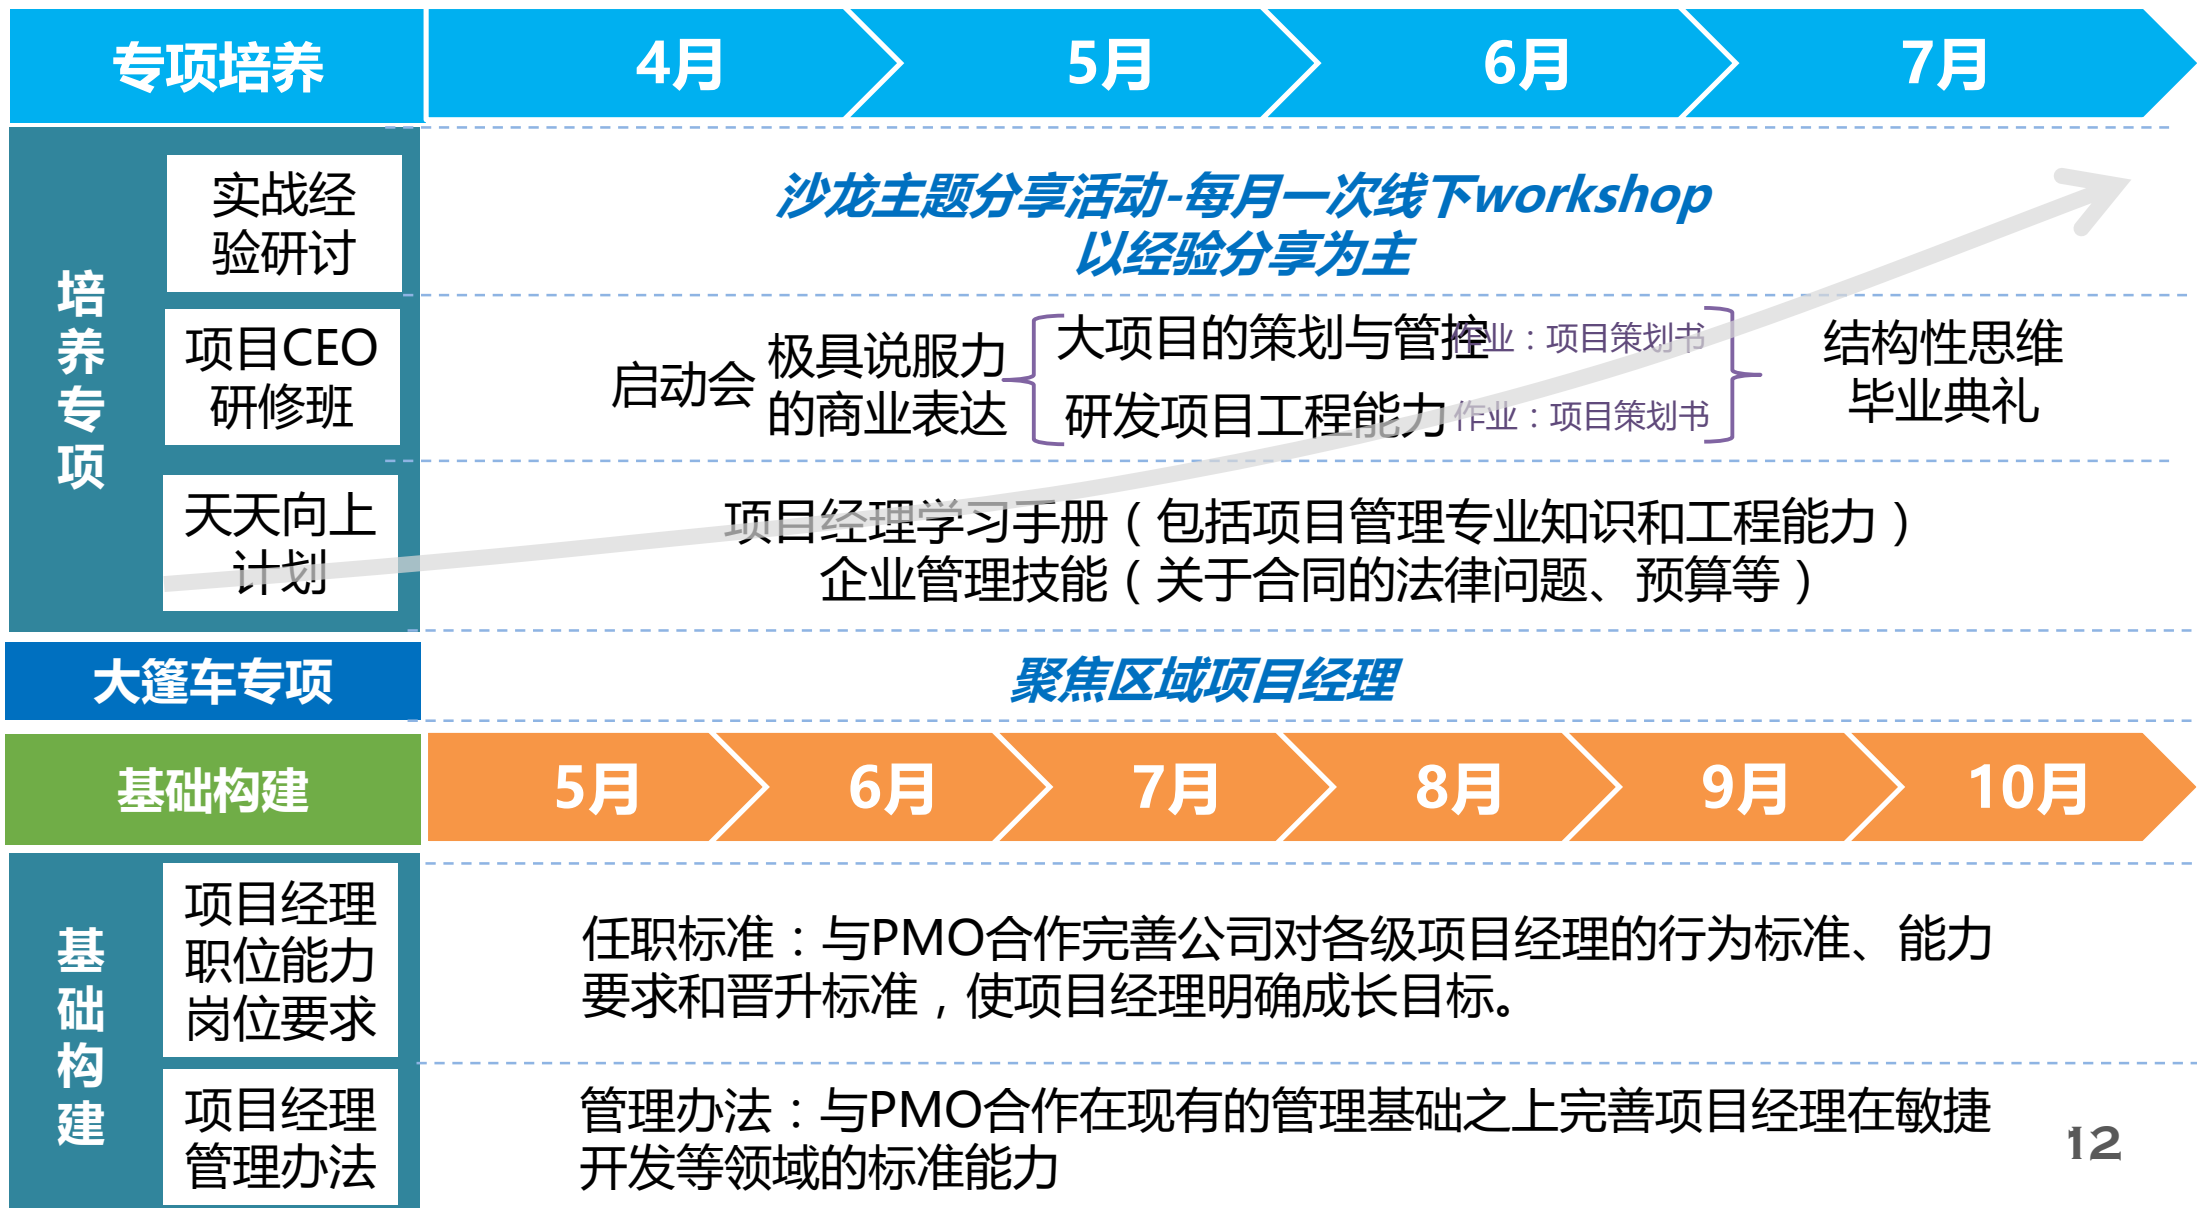 专项培养
4月
5月
6月
7月
培养专项
实战经
验研讨
沙龙主题分享活动-每月一次线下workshop
以经验分享为主
项目CEO
研修班
启动会
极具说服力
的商业表达
大项目的策划与管控
作业：项目策划书
研发项目工程能力
作业：项目策划书
结构性思维
毕业典礼
天天向上
计划
项目经理学习手册（包括项目管理专业知识和工程能力）
企业管理技能（关于合同的法律问题、预算等）
大篷车专项
聚焦区域项目经理
基础构建
5月
6月
7月
8月
9月
10月
基础构建
项目经理
职位能力
岗位要求
任职标准：与PMO合作完善公司对各级项目经理的行为标准、能力
要求和晋升标准，使项目经理明确成长目标。
项目经理
管理办法
管理办法：与PMO合作在现有的管理基础之上完善项目经理在敏捷
开发等领域的标准能力
12